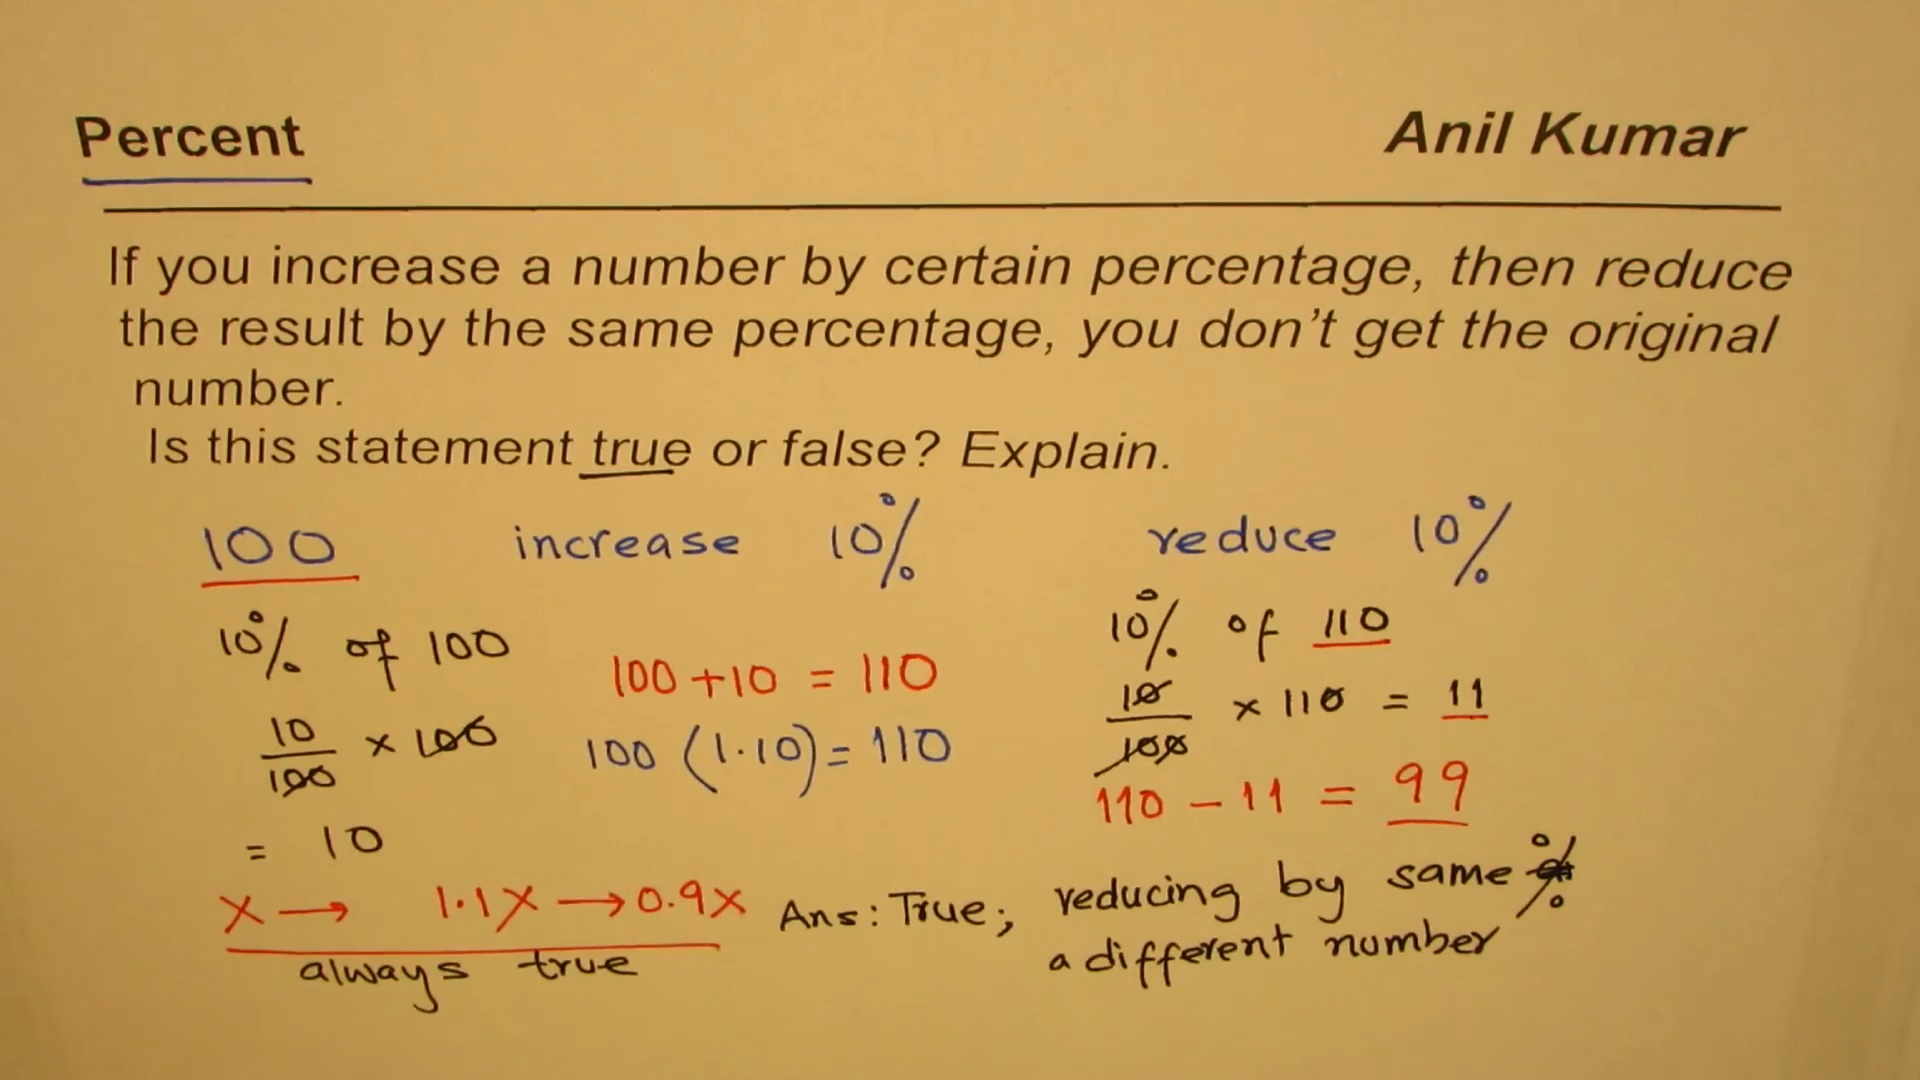 Percent
Anil Kumar
If you increase a number by certain percentage, then reduce
the result by the same percentage, you don't get the original
number.
Is this statement true or false? Explain.
100 increase 10% reduce 10%
10% of 100
10/100 × 100
= 10
100 + 10 = 110
100 (1.10) = 110
10% of 110
10/100 × 110 = 11
110 - 11 = 99
x → 1.1x → 0.9x
always true
Ans: True; reducing by same %
a different number